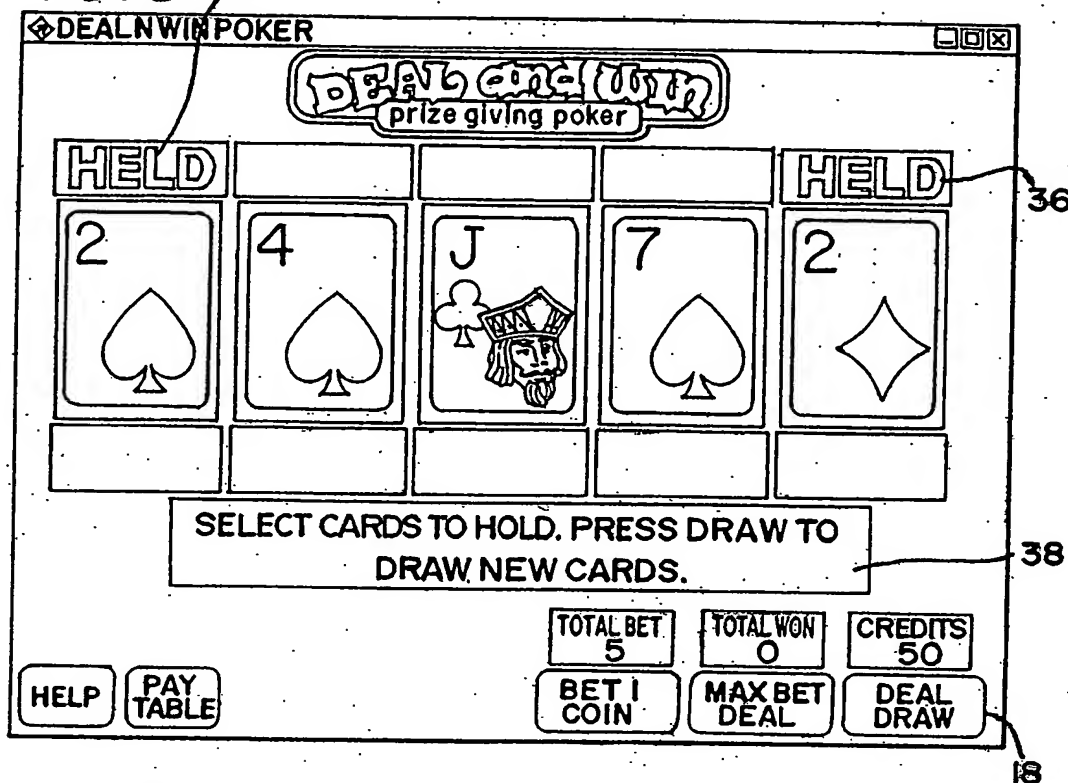 DEALNWINPOKER
DEAL and Win
prize giving poker
HELD HELD
36
2 4 J 7 2
SELECT CARDS TO HOLD. PRESS DRAW TO
DRAW NEW CARDS.
38
TOTAL BET TOTAL WON CREDITS
5 0 50
HELP PAY TABLE BET 1 COIN MAX BET DEAL DEAL DRAW
18